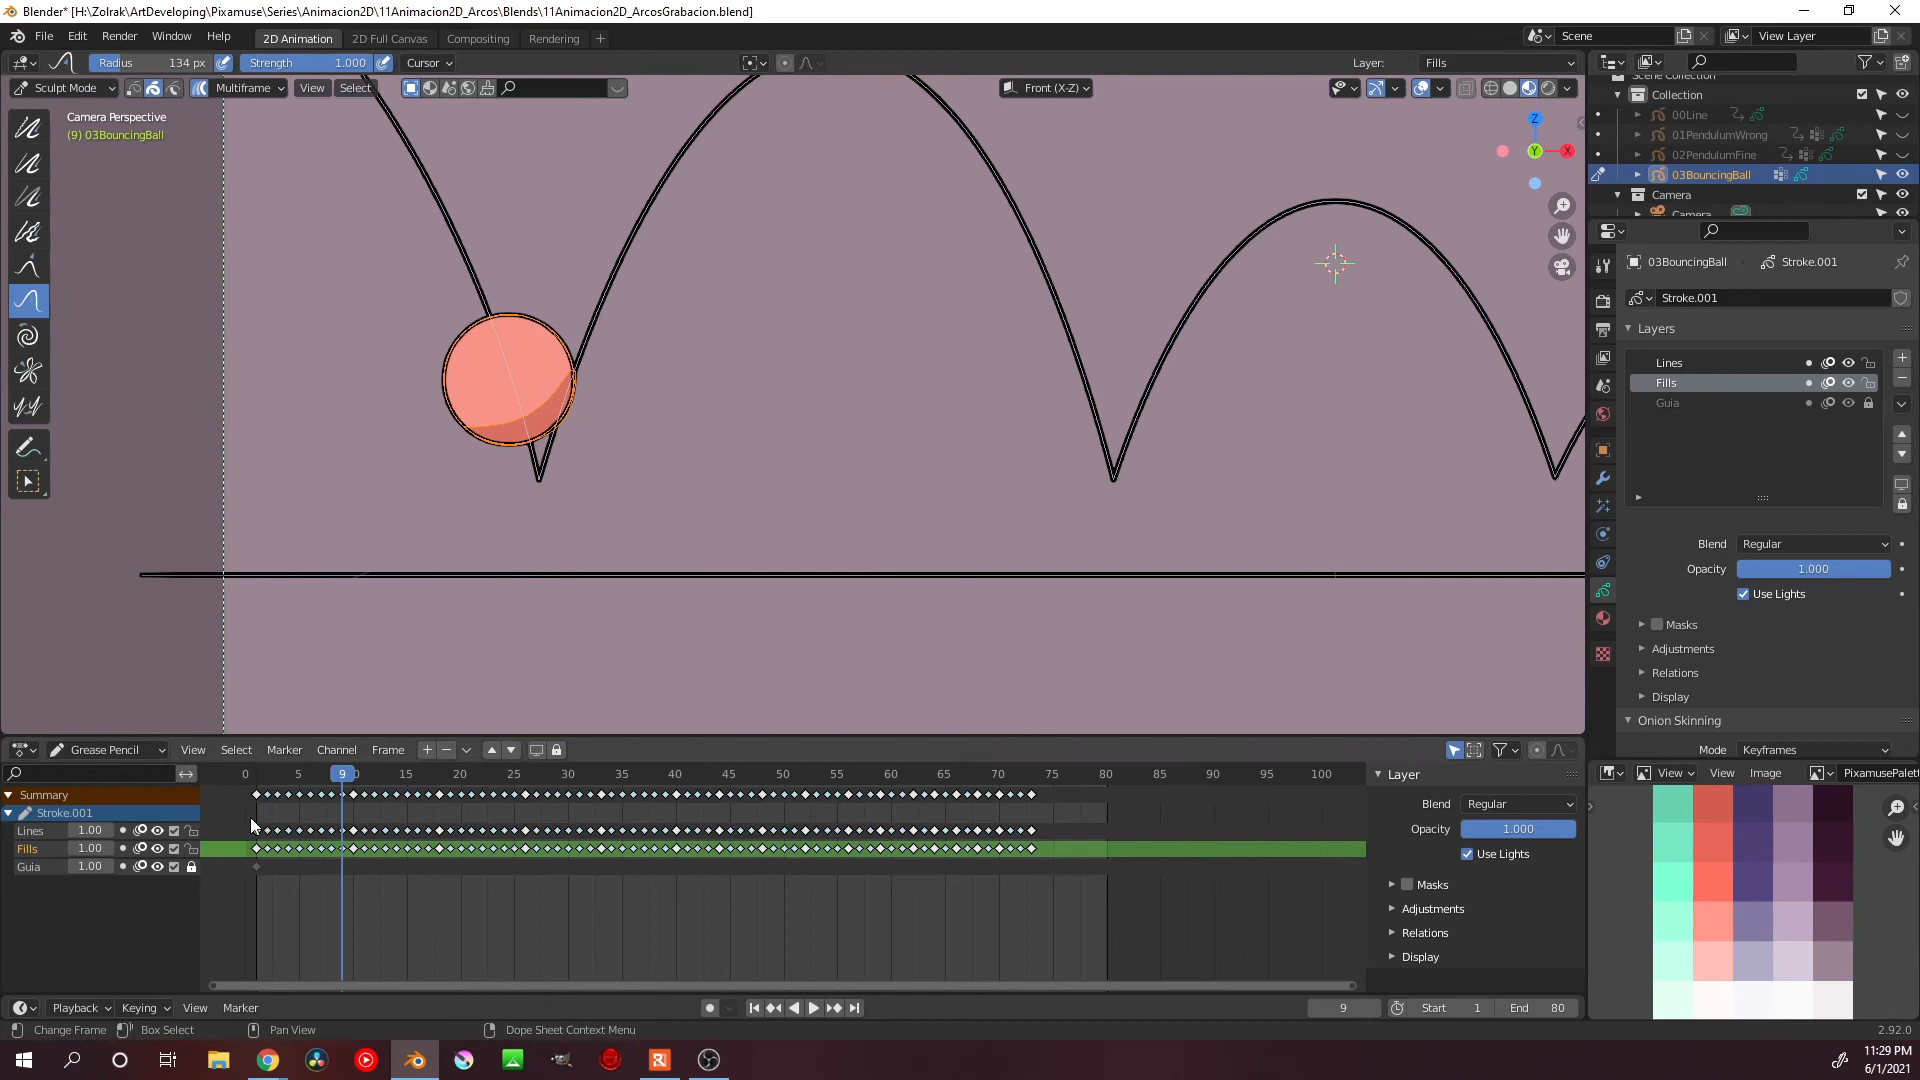 Blender* [H:\Zolrak\ArtDeveloping\Pixamuse\Series\Animacion2D\11Animacion2D_Arcos\Blends\11Animacion2D_ArcosGrabacion.blend]
File Edit Render Window Help 2D Animation 2D Full Canvas Compositing Rendering + Scene View Layer
Radius 134 px Strength 1.000 Cursor Layer: Fills
Sculpt Mode Multiframe View Select Front (X-Z)
Camera Perspective
(9) 03BouncingBall
Z
Y
X
Scene Collection
Collection
00Line
01PendulumWrong
02PendulumFine
03BouncingBall
Camera
Camera
03BouncingBall Stroke.001
Stroke.001
Layers
Lines
Fills
Guia
Blend Regular
Opacity 1.000
Use Lights
Masks
Adjustments
Relations
Display
Onion Skinning
Mode Keyframes
Grease Pencil View Select Marker Channel Frame
0 5 9 0 15 20 25 30 35 40 45 50 55 60 65 70 75 80 85 90 95 100
Summary
Stroke.001
Lines 1.00
Fills 1.00
Guia 1.00
Layer
Blend Regular
Opacity 1.000
Use Lights
Masks
Adjustments
Relations
Display
View View Image PixamusePalett
Playback Keying View Marker 9 Start 1 End 80
Change Frame Box Select Pan View Dope Sheet Context Menu 2.92.0
11:29 PM
6/1/2021